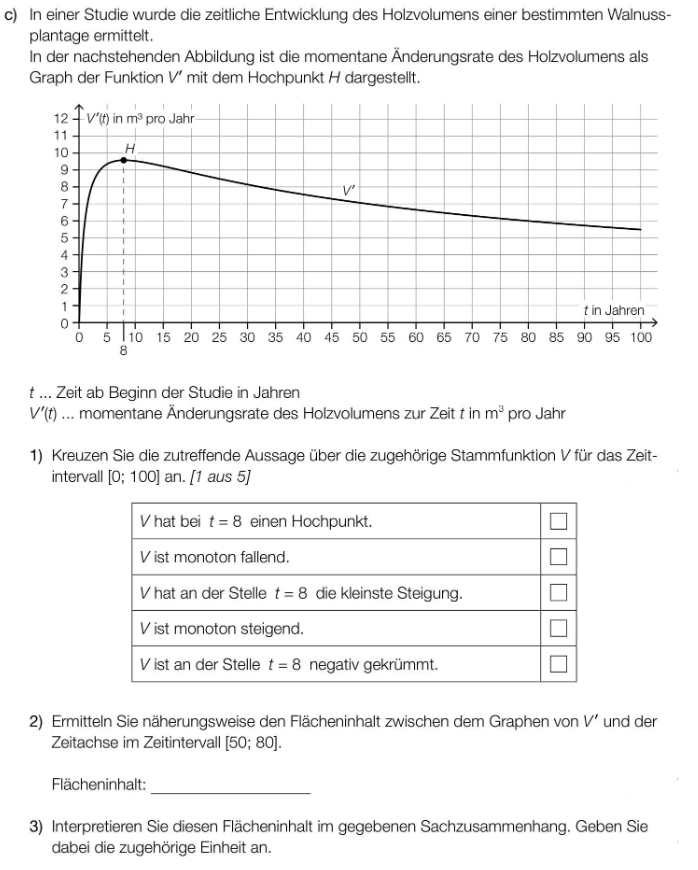 c) In einer Studie wurde die zeitliche Entwicklung des Holzvolumens einer bestimmten Walnuss-
plantage ermittelt.
In der nachstehenden Abbildung ist die momentane Änderungsrate des Holzvolumens als
Graph der Funktion V′ mit dem Hochpunkt H dargestellt.
12
V′(t) in m³ pro Jahr
11
10
H
9
8
V′
7
6
5
4
3
2
1
t in Jahren
0
0 5 10 15 20 25 30 35 40 45 50 55 60 65 70 75 80 85 90 95 100
8
t ... Zeit ab Beginn der Studie in Jahren
V′(t) ... momentane Änderungsrate des Holzvolumens zur Zeit t in m³ pro Jahr
1) Kreuzen Sie die zutreffende Aussage über die zugehörige Stammfunktion V für das Zeit-
intervall [0; 100] an. [1 aus 5]
V hat bei t = 8 einen Hochpunkt.
V ist monoton fallend.
V hat an der Stelle t = 8 die kleinste Steigung.
V ist monoton steigend.
V ist an der Stelle t = 8 negativ gekrümmt.
2) Ermitteln Sie näherungsweise den Flächeninhalt zwischen dem Graphen von V′ und der
Zeitachse im Zeitintervall [50; 80].
Flächeninhalt:
3) Interpretieren Sie diesen Flächeninhalt im gegebenen Sachzusammenhang. Geben Sie
dabei die zugehörige Einheit an.